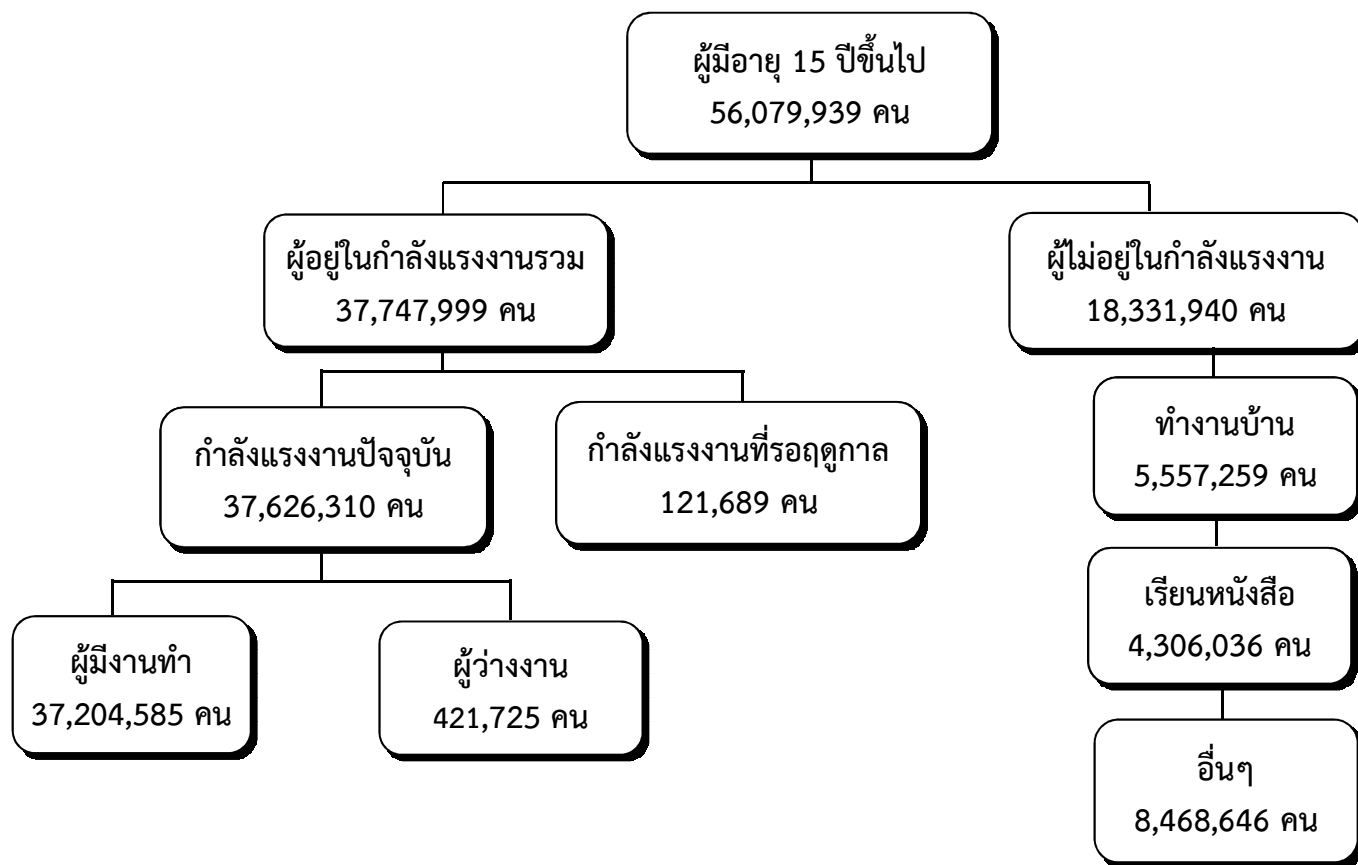 ผู้มีอายุ 15 ปีขึ้นไป
56,079,939 คน
ผู้อยู่ในกำลังแรงงานรวม
37,747,999 คน
ผู้ไม่อยู่ในกำลังแรงงาน
18,331,940 คน
กำลังแรงงานปัจจุบัน
37,626,310 คน
กำลังแรงงานที่รอฤดูกาล
121,689 คน
ทำงานบ้าน
5,557,259 คน
เรียนหนังสือ
4,306,036 คน
ผู้มีงานทำ
37,204,585 คน
ผู้ว่างงาน
421,725 คน
อื่นๆ
8,468,646 คน